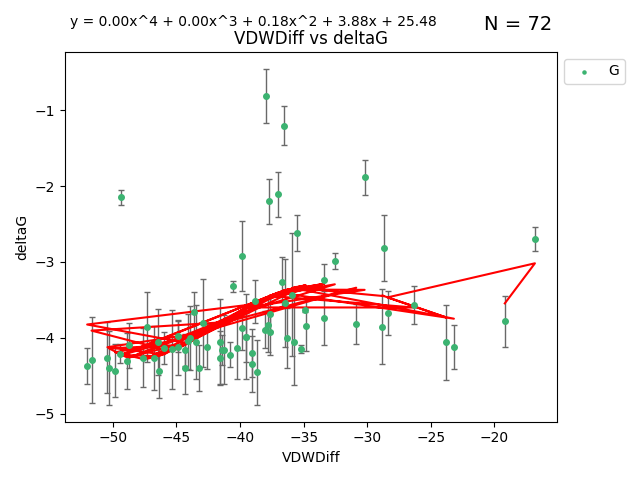 y = 0.00x^4 + 0.00x^3 + 0.18x^2 + 3.88x + 25.48
N = 72
VDWDiff vs deltaG
G
deltaG
−1
−2
−3
−4
−5
−50
−45
−40
−35
−30
−25
−20
VDWDiff